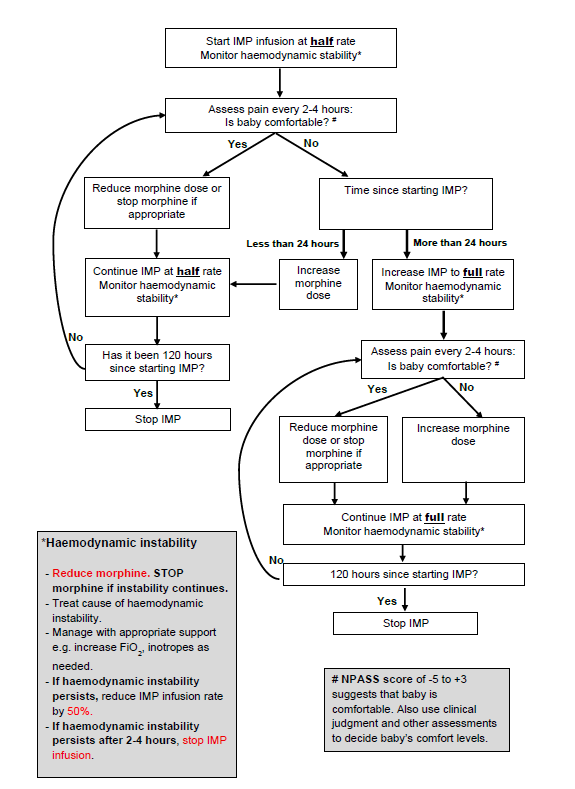 Start IMP infusion at half rate
Monitor haemodynamic stability*
Assess pain every 2-4 hours:
Is baby comfortable? #
Yes
No
Reduce morphine dose or
stop morphine if
appropriate
Time since starting IMP?
Less than 24 hours
More than 24 hours
Continue IMP at half rate
Monitor haemodynamic
stability*
Increase
morphine
dose
Increase IMP to full rate
Monitor haemodynamic
stability*
No
Has it been 120 hours
since starting IMP?
Yes
Stop IMP
Assess pain every 2-4 hours:
Is baby comfortable? #
Yes
No
Reduce morphine
dose or stop
morphine if
appropriate
Increase morphine
dose
Continue IMP at full rate
Monitor haemodynamic stability*
No
120 hours since starting IMP?
Yes
Stop IMP
*Haemodynamic instability
- Reduce morphine. STOP
morphine if instability continues.
- Treat cause of haemodynamic
instability.
- Manage with appropriate support
e.g. increase FiO2, inotropes as
needed.
- If haemodynamic instability
persists, reduce IMP infusion rate
by 50%.
- If haemodynamic instability
persists after 2-4 hours, stop IMP
infusion.
# NPASS score of -5 to +3
suggests that baby is
comfortable. Also use clinical
judgment and other assessments
to decide baby's comfort levels.